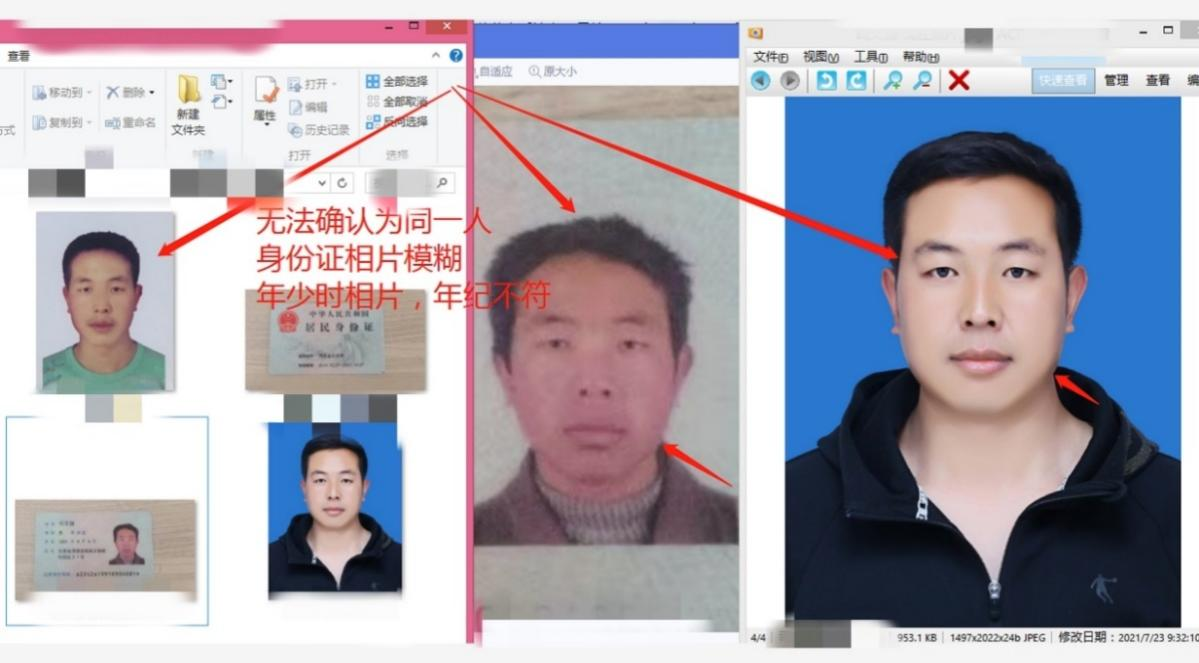 查看
移动到
删除
复制到
重命名
新建
文件夹
属性
打开
编辑
历史记录
打开
全部选择
全部取消
反向选择
选择
无法确认为同一人
身份证相片模糊
年少时相片，年纪不符
中华人民共和国
居民身份证
自适应
原大小
文件(F) 视图(V) 工具(T) 帮助(H)
快速查看 管理 查看
4/4 953.1 KB 1497x2022x24b JPEG 修改日期：2021/7/23 9:32:10